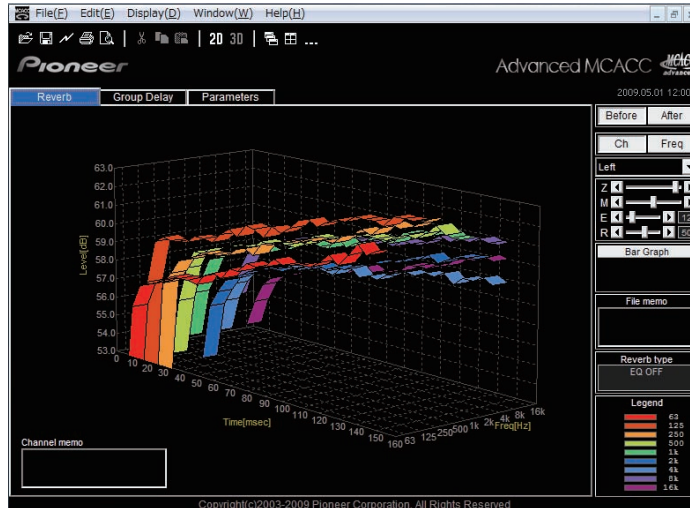 File(F) Edit(E) Display(D) Window(W) Help(H)
2D 3D ...
Pioneer
Advanced MCACC
MCACC
advanced
Reverb Group Delay Parameters
2009.05.01 12:00
Before After
Ch Freq
Left
Z
M
E
R
Bar Graph
File memo
Reverb type
EQ OFF
Legend
63
125
250
500
1k
2k
4k
8k
16k
63.0
62.0
61.0
60.0
59.0
58.0
57.0
56.0
55.0
54.0
53.0
Level[dB]
0 10 20 30 40 50 60 70 80 90 100 110 120 130 140 150 160
Time[msec]
63 125 250 500 1k 2k 4k 8k 16k
Freq[Hz]
Channel memo
Copyright(c)2003-2009 Pioneer Corporation. All Rights Reserved